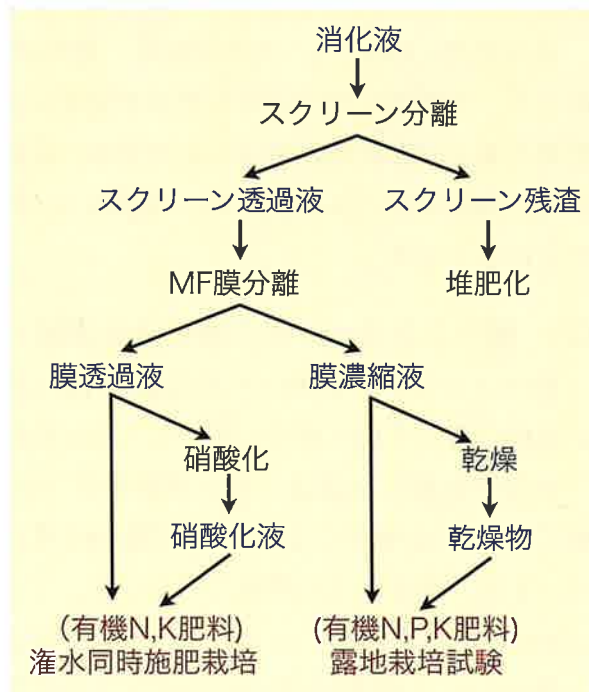 消化液
スクリーン分離
スクリーン透過液
スクリーン残渣
MF膜分離
堆肥化
膜透過液
膜濃縮液
硝酸化
乾燥
硝酸化液
乾燥物
(有機N,K肥料)
潅水同時施肥栽培
(有機N,P,K肥料)
露地栽培試験